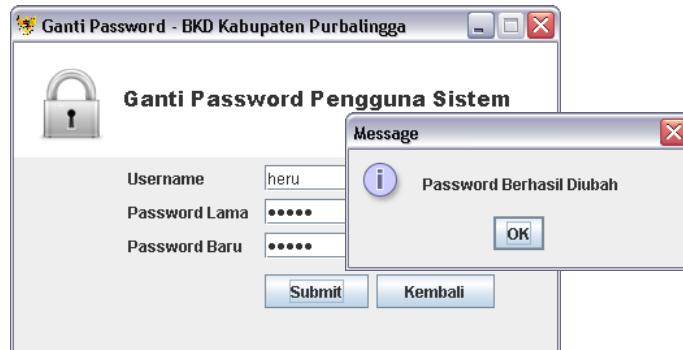 Ganti Password - BKD Kabupaten Purbalingga
Ganti Password Pengguna Sistem
Message
Password Berhasil Diubah
OK
Username heru
Password Lama •••••
Password Baru •••••
Submit Kembali